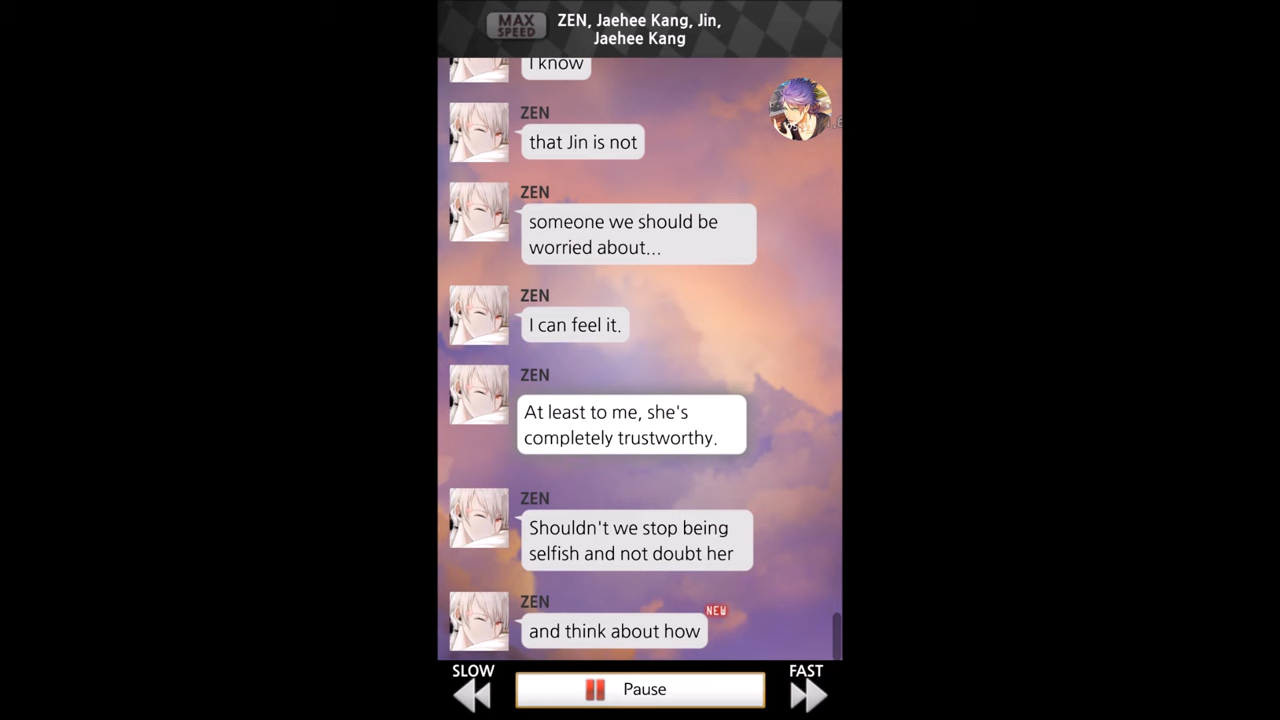 MAX
SPEED
ZEN, Jaehee Kang, Jin,
Jaehee Kang
I know
ZEN
that Jin is not
ZEN
someone we should be
worried about...
ZEN
I can feel it.
ZEN
At least to me, she's
completely trustworthy.
ZEN
Shouldn't we stop being
selfish and not doubt her
ZEN
NEW
and think about how
SLOW
Pause
FAST